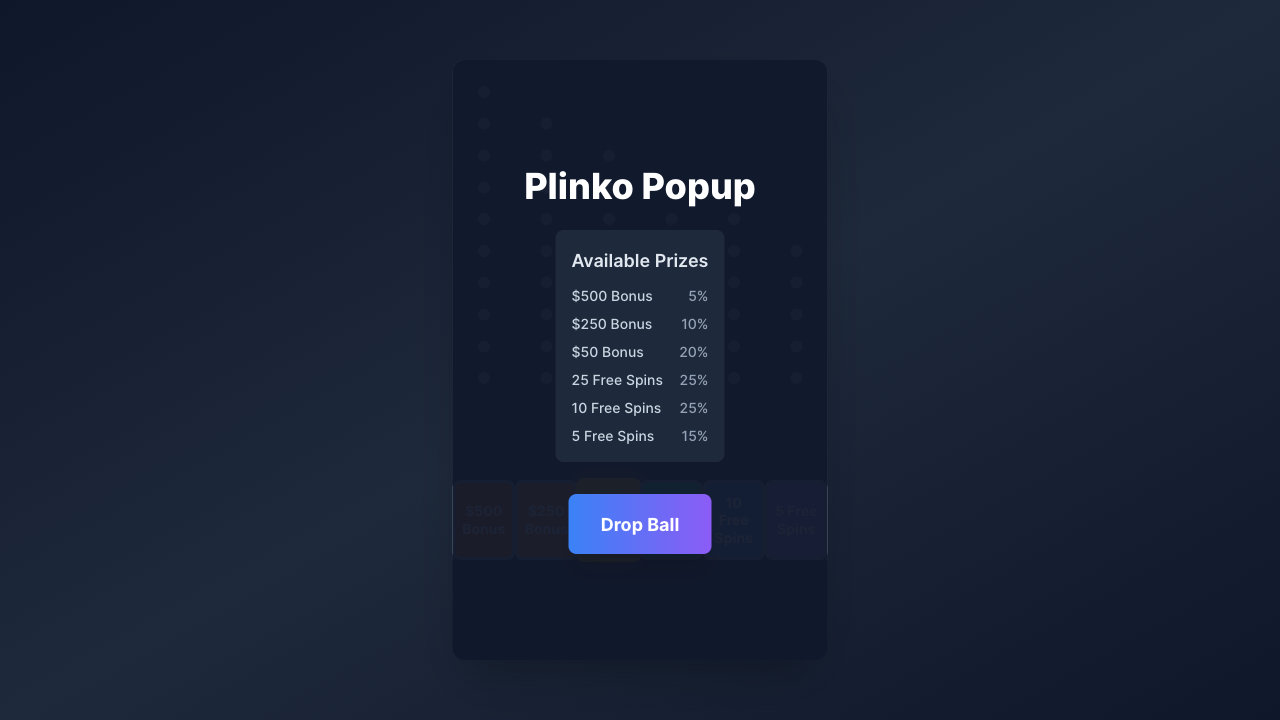 Plinko Popup
Available Prizes
$500 Bonus 5%
$250 Bonus 10%
$50 Bonus 20%
25 Free Spins 25%
10 Free Spins 25%
5 Free Spins 15%
$500
Bonus
$250
Bonus
Drop Ball
10
Free
Spins
5 Free
Spins